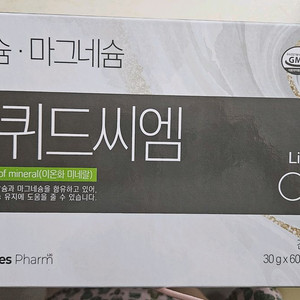 슘 · 마그네슘
GM
퀴드씨엠
of mineral(이온화 미네랄)
슘과 마그네슘을 함유하고 있어,
유지에 도움을 줄 수 있습니다.
Li
es Pharm
30 g x 60